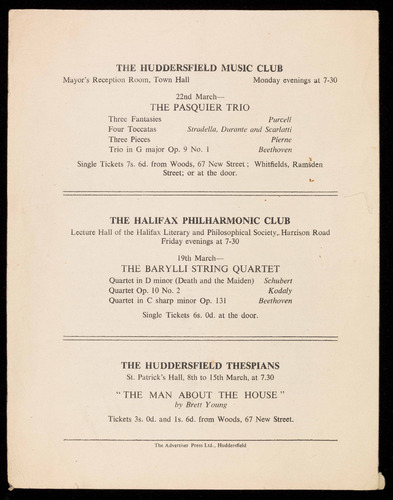 THE HUDDERSFIELD MUSIC CLUB
Mayor's Reception Room, Town Hall Monday evenings at 7-30
22nd March—
THE PASQUIER TRIO
Three Fantasies Purcell
Four Toccatas Stradella, Durante and Scarlatti
Three Pieces Pierne
Trio in G major Op. 9 No. 1 Beethoven
Single Tickets 7s. 6d. from Woods, 67 New Street; Whitfields, Ramsden
Street; or at the door.
THE HALIFAX PHILHARMONIC CLUB
Lecture Hall of the Halifax Literary and Philosophical Society, Harrison Road
Friday evenings at 7-30
19th March—
THE BARYLLI STRING QUARTET
Quartet in D minor (Death and the Maiden) Schubert
Quartet Op. 10 No. 2 Kodaly
Quartet in C sharp minor Op. 131 Beethoven
Single Tickets 6s. 0d. at the door.
THE HUDDERSFIELD THESPIANS
St. Patrick's Hall, 8th to 15th March, at 7.30
"THE MAN ABOUT THE HOUSE"
by Brett Young
Tickets 3s. 0d. and 1s. 6d. from Woods, 67 New Street.
The Advertiser Press Ltd., Huddersfield